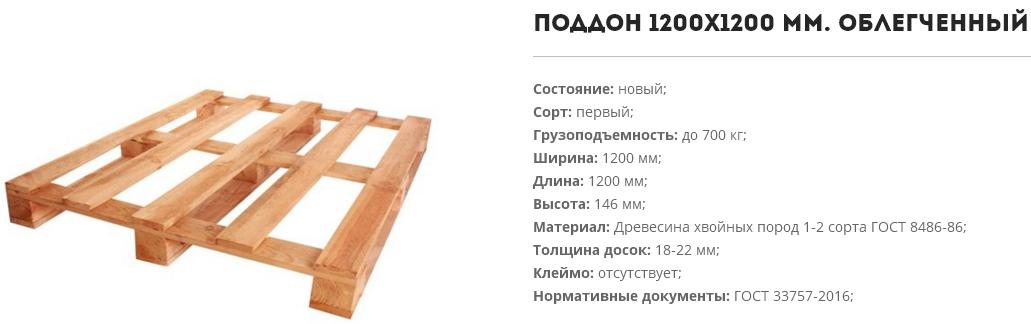 ПОДДОН 1200Х1200 ММ. ОБЛЕГЧЕННЫЙ
Состояние: новый;
Сорт: первый;
Грузоподъемность: до 700 кг;
Ширина: 1200 мм;
Длина: 1200 мм;
Высота: 146 мм;
Материал: Древесина хвойных пород 1-2 сорта ГОСТ 8486-86;
Толщина досок: 18-22 мм;
Клеймо: отсутствует;
Нормативные документы: ГОСТ 33757-2016;